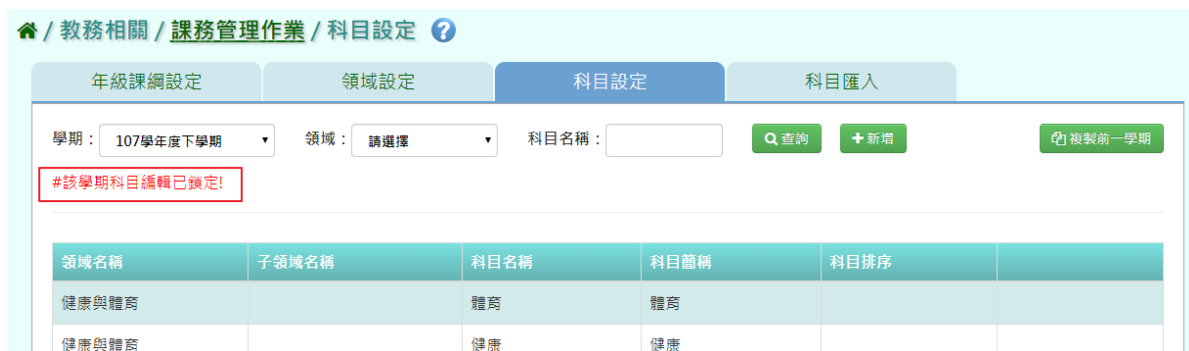 / 教務相關 / 課務管理作業 / 科目設定 ?
年級課綱設定 領域設定 科目設定 科目匯入
學期： 107學年度下學期 領域： 請選擇 科目名稱： 查詢 新增 複製前一學期
#該學期科目編輯已鎖定!
領域名稱 子領域名稱 科目名稱 科目簡稱 科目排序
健康與體育 體育 體育
健康與體育 健康 健康